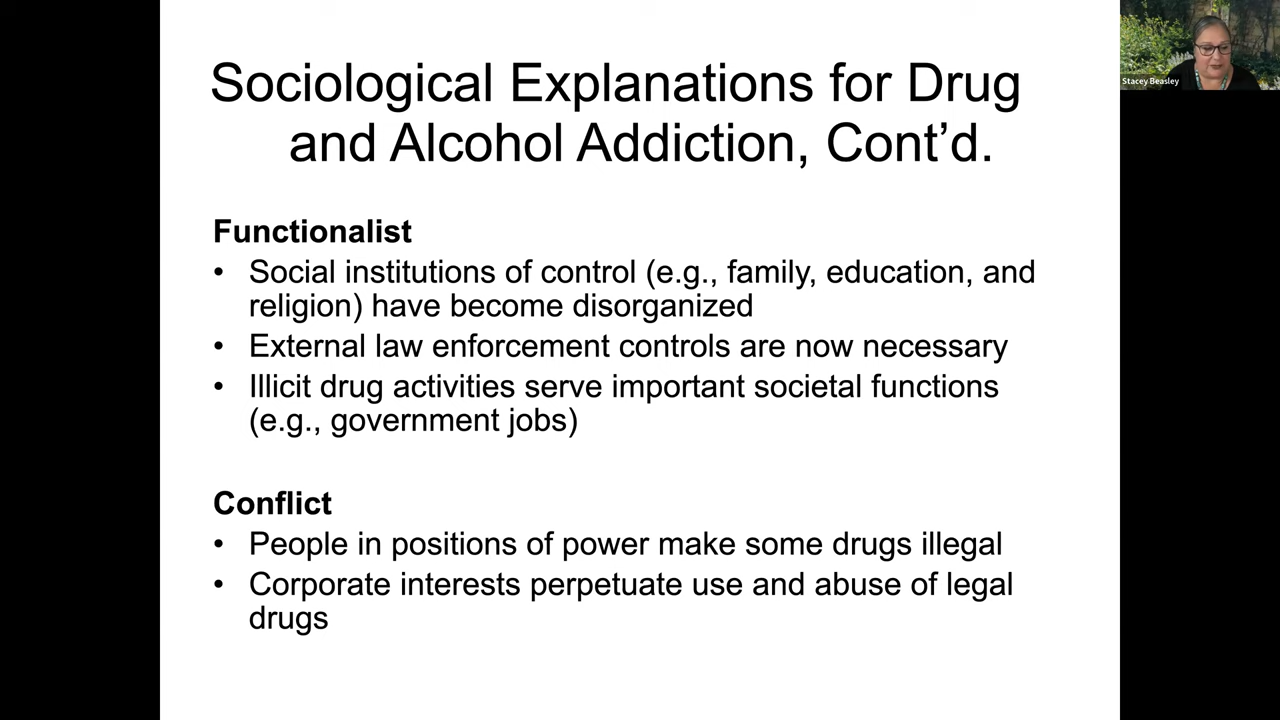 Sociological Explanations for Drug
and Alcohol Addiction, Cont’d.
Stacey Beasley
Functionalist
• Social institutions of control (e.g., family, education, and
religion) have become disorganized
• External law enforcement controls are now necessary
• Illicit drug activities serve important societal functions
(e.g., government jobs)
Conflict
• People in positions of power make some drugs illegal
• Corporate interests perpetuate use and abuse of legal
drugs